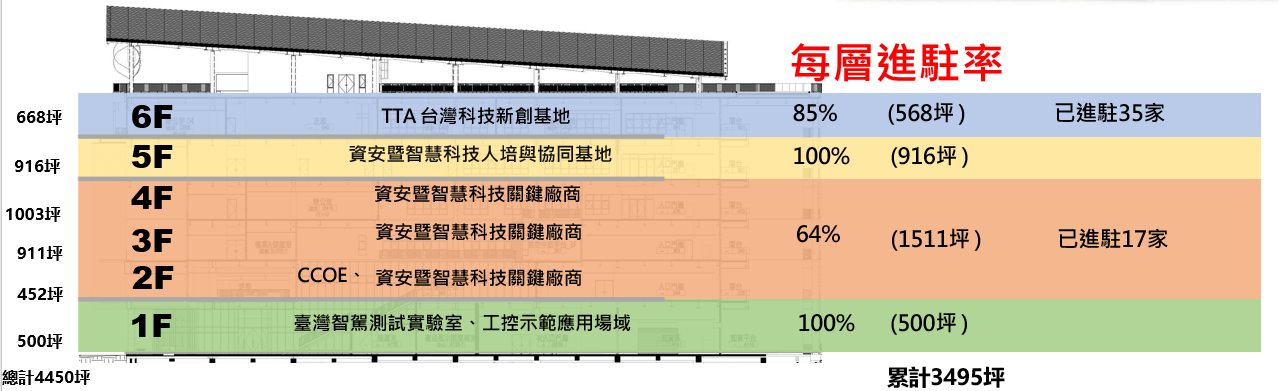 每層進駐率
668坪 6F TTA 台灣科技新創基地 85% (568坪 ) 已進駐35家
916坪 5F 資安暨智慧科技人培與協同基地 100% (916坪 )
1003坪 4F 資安暨智慧科技關鍵廠商
911坪 3F 資安暨智慧科技關鍵廠商 64% (1511坪 ) 已進駐17家
452坪 2F CCOE、 資安暨智慧科技關鍵廠商
500坪 1F 臺灣智駕測試實驗室、工控示範應用場域 100% (500坪 )
總計4450坪 累計3495坪